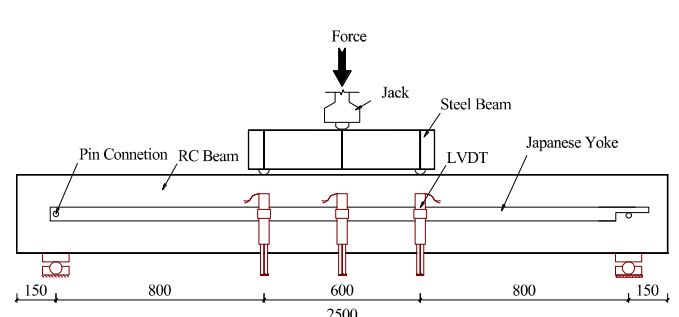 Force
Jack
Steel Beam
Japanese Yoke
LVDT
Pin Connetion
RC Beam
150
800
600
800
150
2500